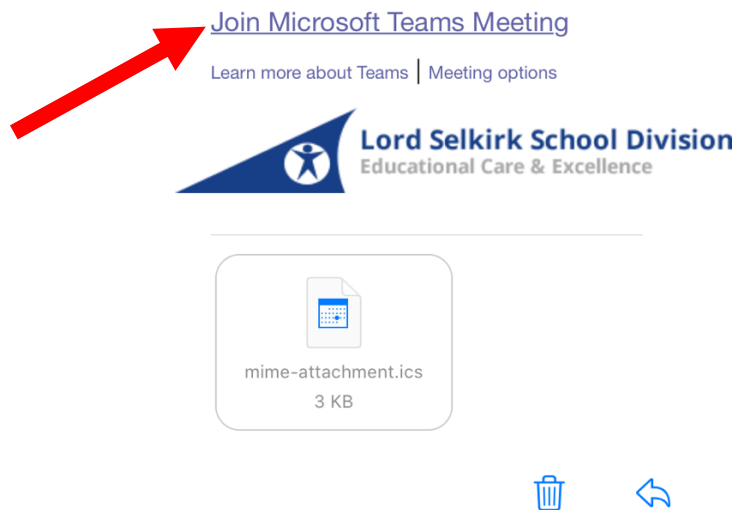 Join Microsoft Teams Meeting
Learn more about Teams | Meeting options
Lord Selkirk School Division
Educational Care & Excellence
mime-attachment.ics
3 KB